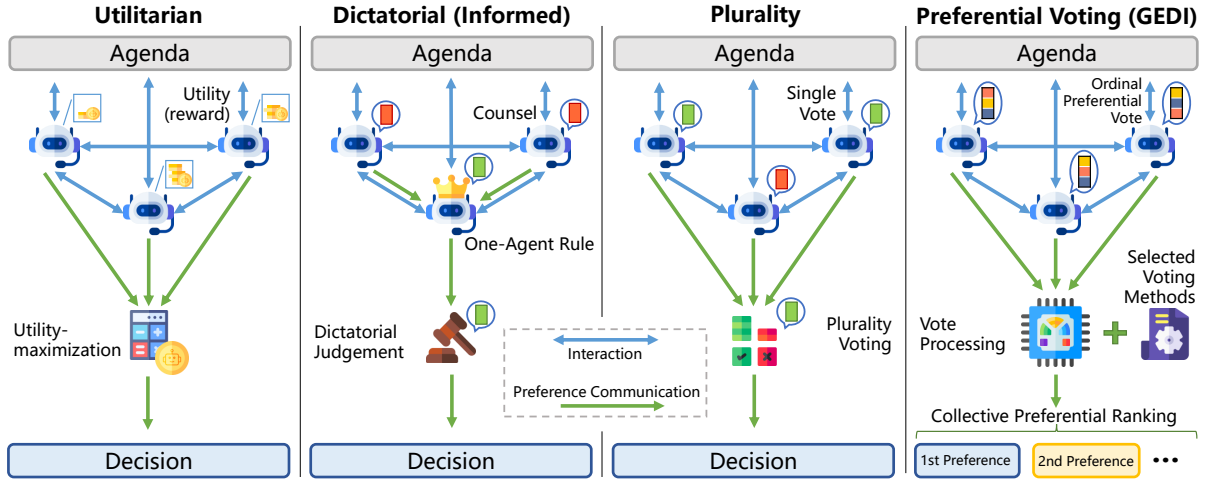 Utilitarian
Agenda
Utility
(reward)
Utility-
maximization
Decision
Dictatorial (Informed)
Agenda
Counsel
One-Agent Rule
Dictatorial
Judgement
Decision
Interaction
Preference Communication
Plurality
Agenda
Single
Vote
Plurality
Voting
Decision
Preferential Voting (GEDI)
Agenda
Ordinal
Preferential
Vote
Selected
Voting
Methods
Vote
Processing
Collective Preferential Ranking
1st Preference
2nd Preference
•••